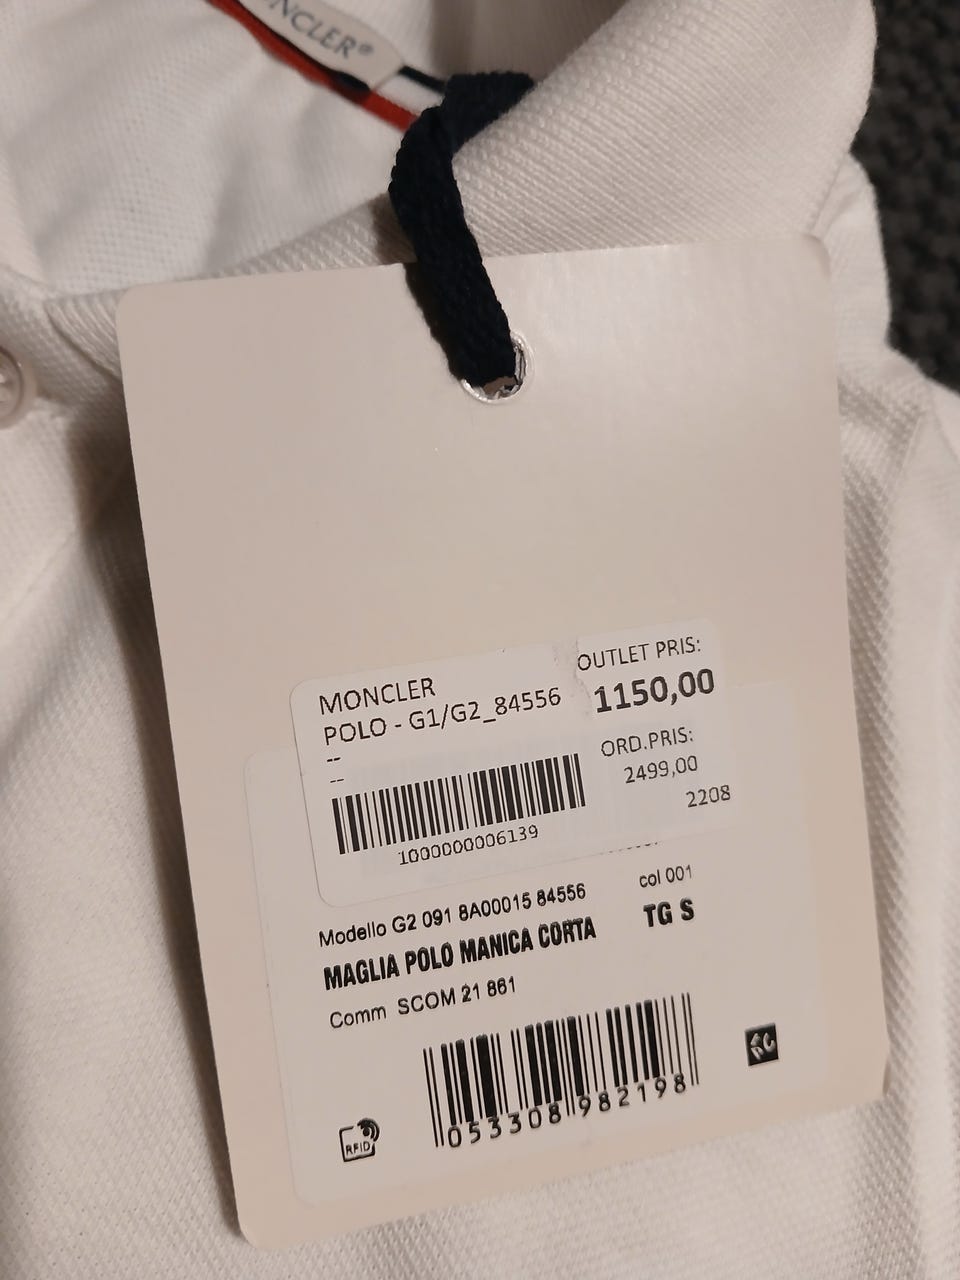 NCLER®
MONCLER
POLO - G1/G2_84556
--
--
1000000006139
OUTLET PRIS:
1150,00
ORD.PRIS:
2499,00
2208
Modello G2 091 8A00015 84556
col 001
MAGLIA POLO MANICA CORTA
TG S
Comm SCOM 21 861
053308982198
RFID